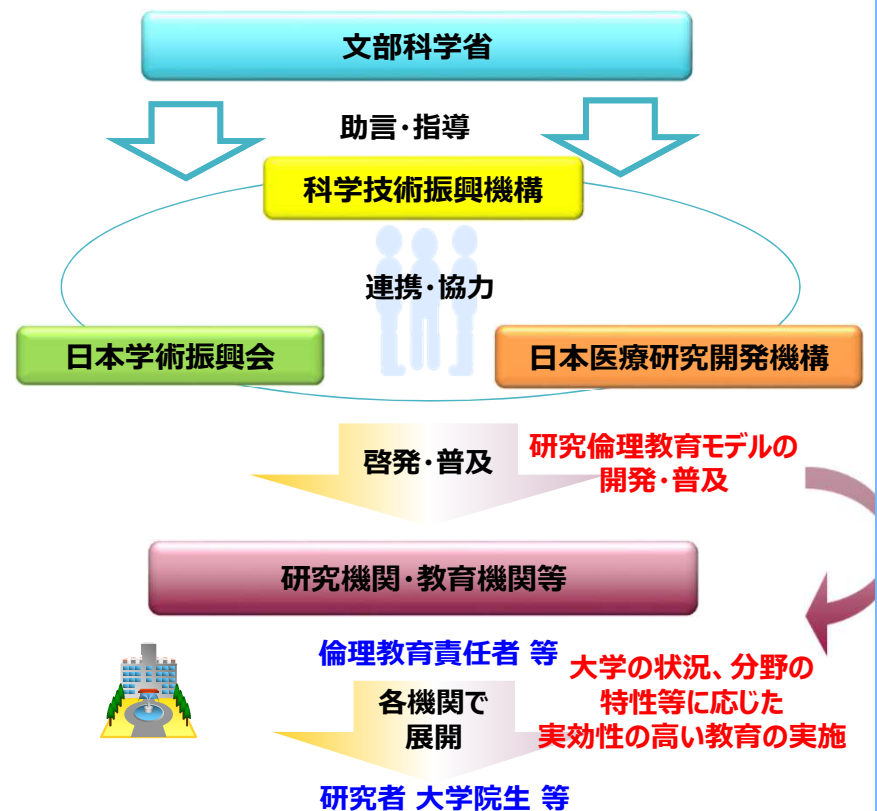 文部科学省
助言・指導
科学技術振興機構
連携・協力
日本学術振興会
日本医療研究開発機構
啓発・普及
研究倫理教育モデルの
開発・普及
研究機関・教育機関等
倫理教育責任者 等
大学の状況、分野の
特性等に応じた
実効性の高い教育の実施
各機関で
展開
研究者 大学院生 等